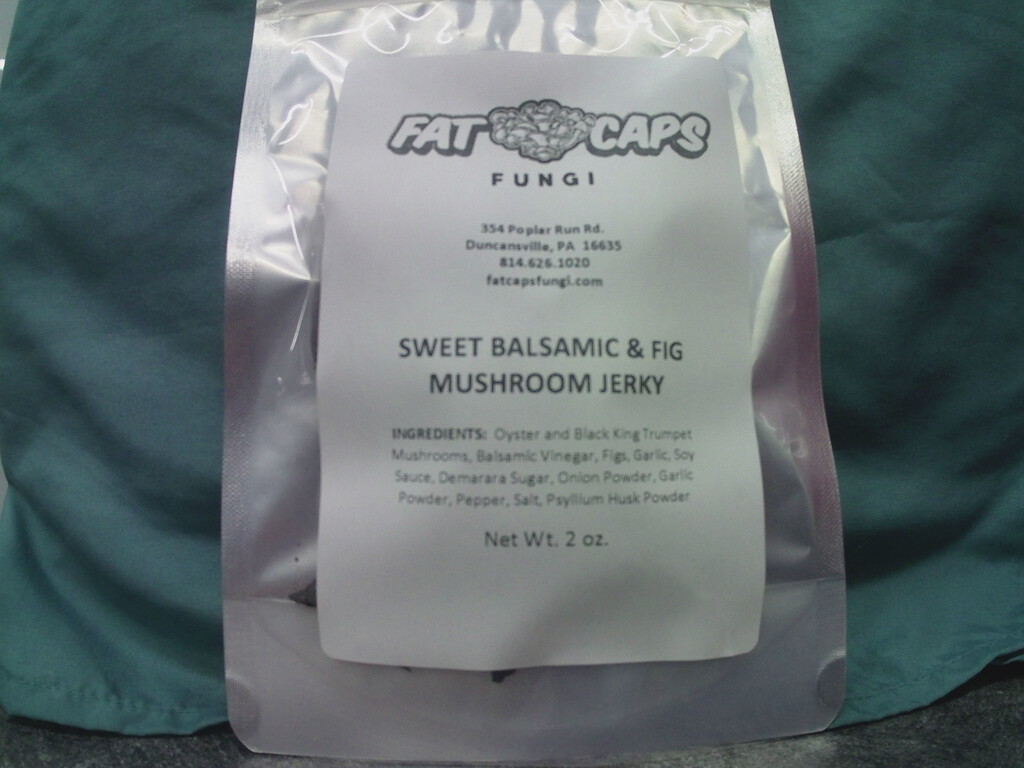 FAT CAPS
FUNGI
354 Poplar Run Rd.
Duncansville, PA 16635
814.626.1020
fatcapsfungi.com
SWEET BALSAMIC & FIG
MUSHROOM JERKY
INGREDIENTS: Oyster and Black King Trumpet
Mushrooms, Balsamic Vinegar, Figs, Garlic, Soy
Sauce, Demarara Sugar, Onion Powder, Garlic
Powder, Pepper, Salt, Psyllium Husk Powder
Net Wt. 2 oz.